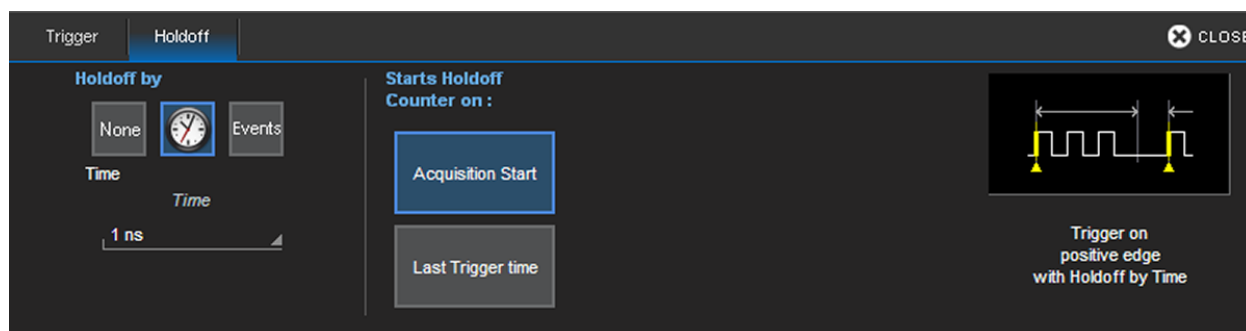 Trigger
Holdoff
CLOSE
Holdoff by
None
Events
Time
Time
1 ns
Starts Holdoff
Counter on :
Acquisition Start
Last Trigger time
Trigger on
positive edge
with Holdoff by Time